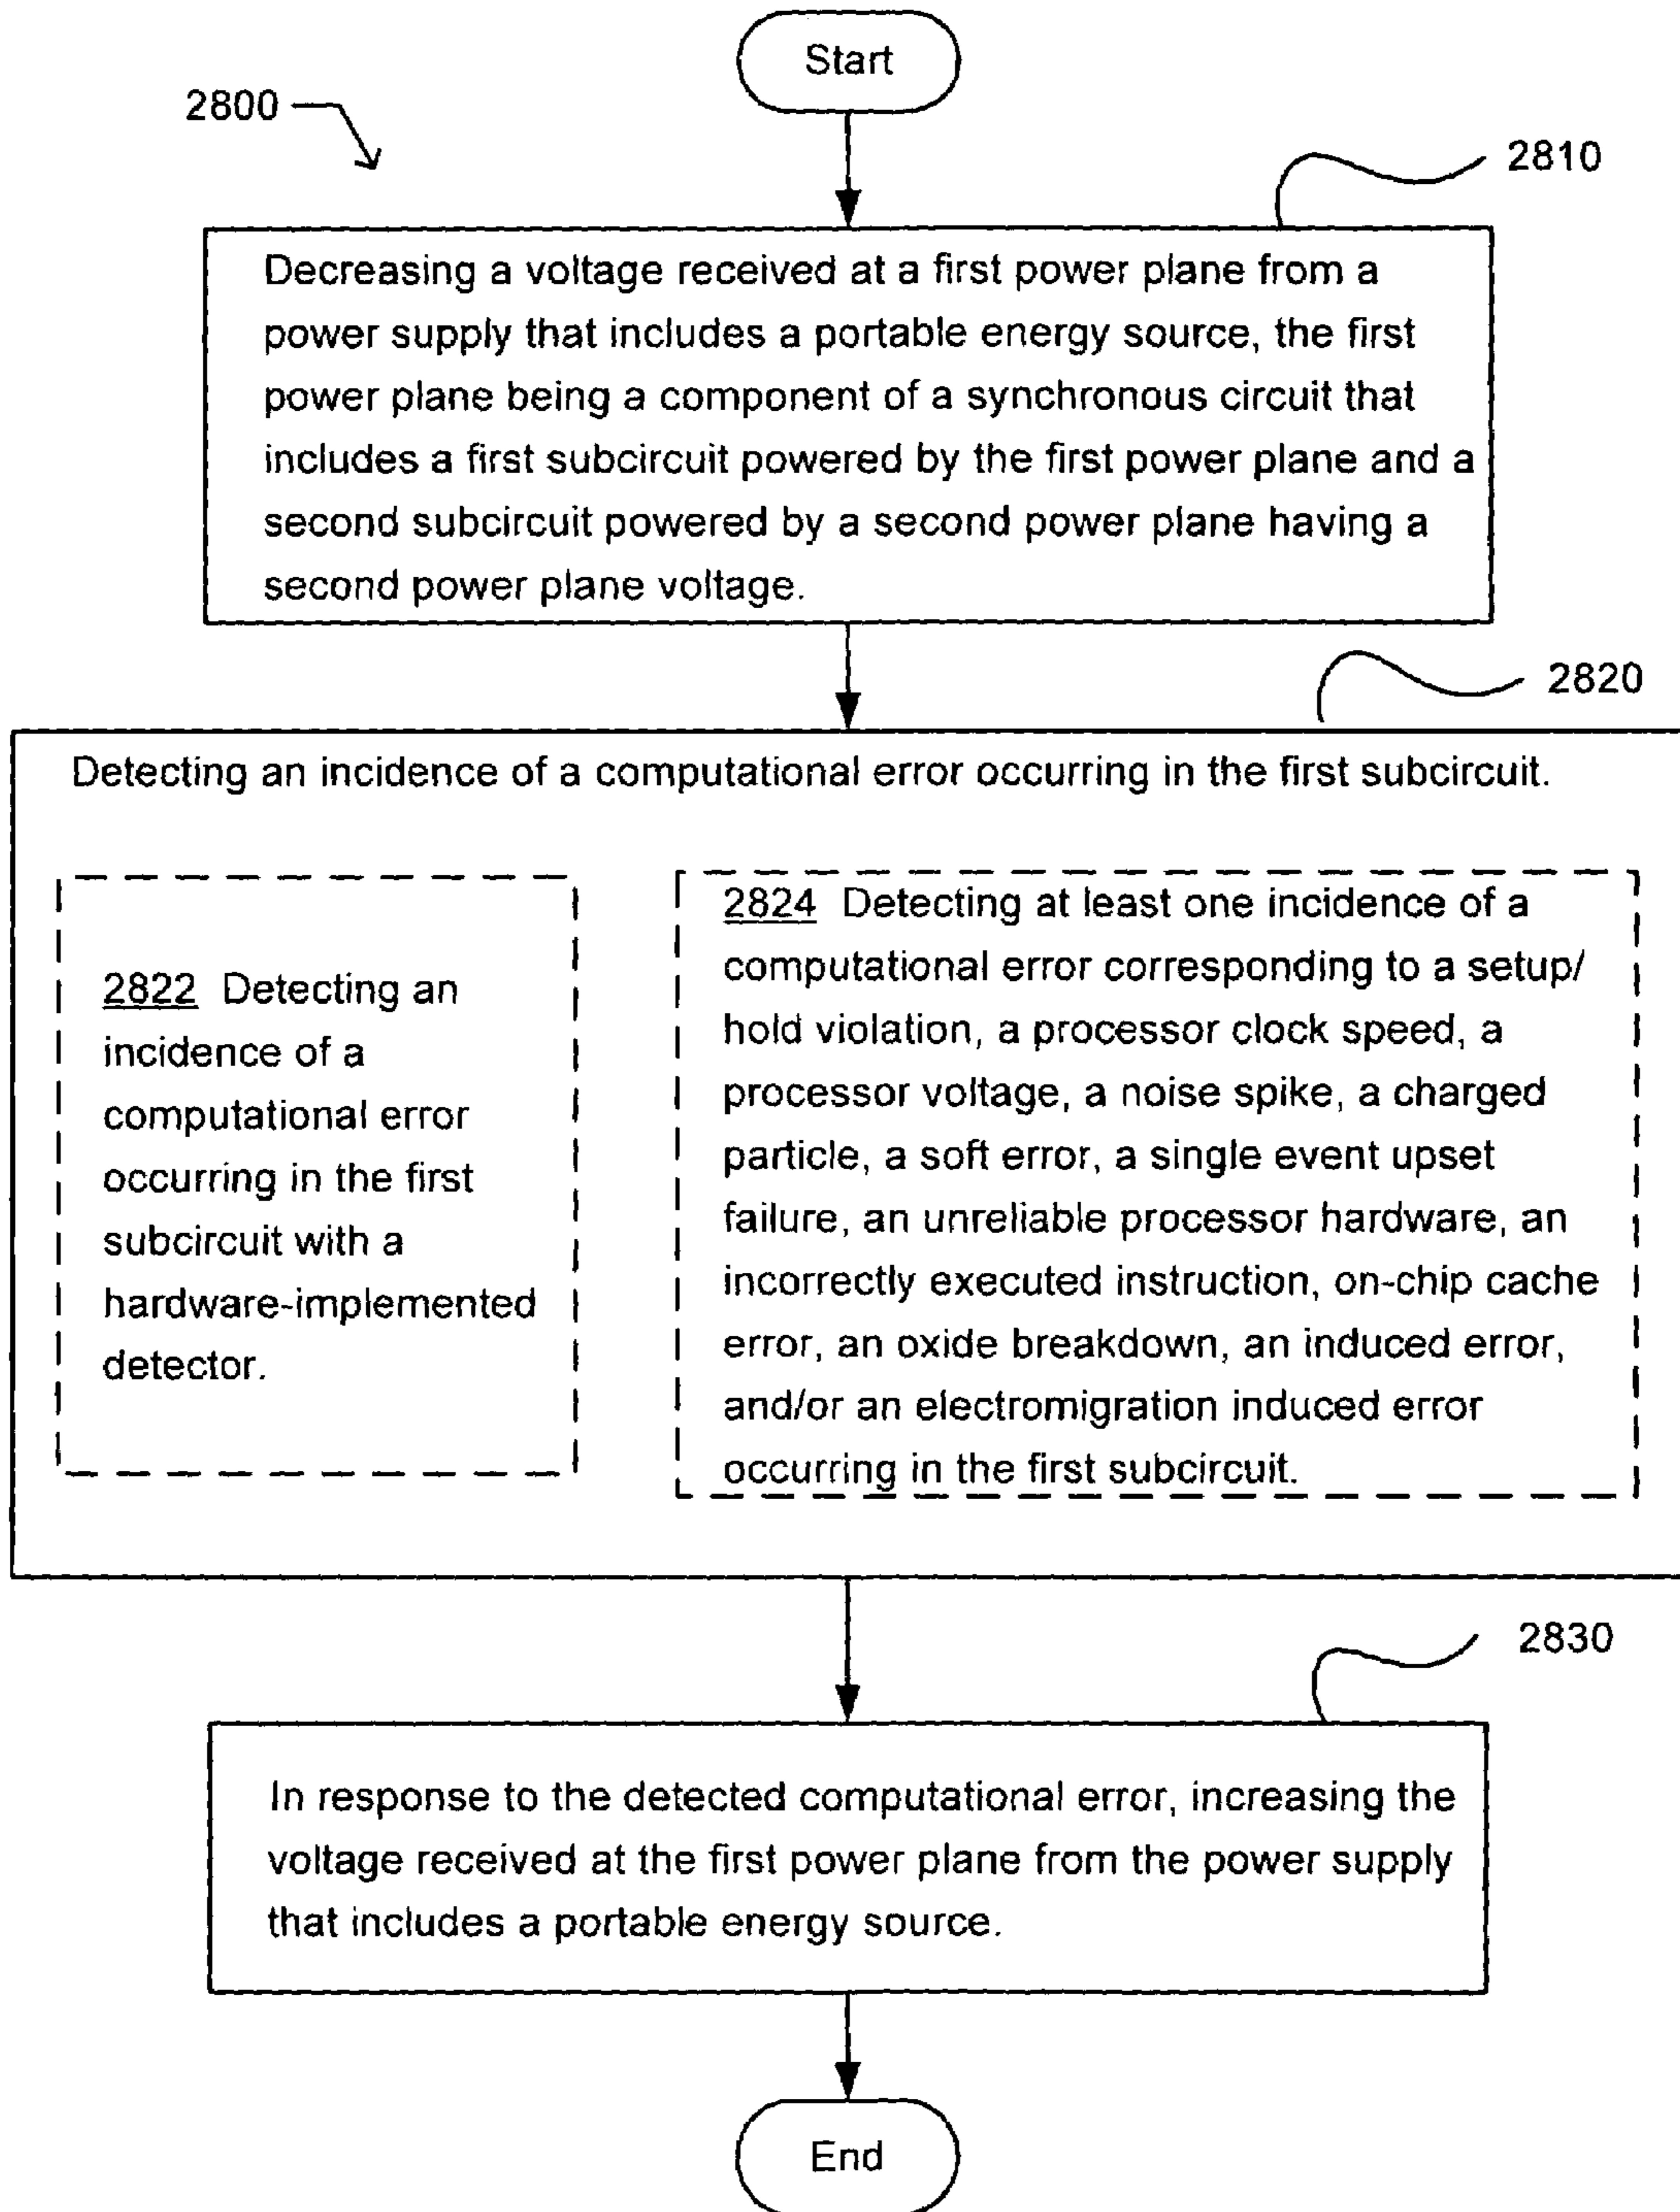 Start
2800
2810
Decreasing a voltage received at a first power plane from a
power supply that includes a portable energy source, the first
power plane being a component of a synchronous circuit that
includes a first subcircuit powered by the first power plane and a
second subcircuit powered by a second power plane having a
second power plane voltage.
2820
Detecting an incidence of a computational error occurring in the first subcircuit.
2822 Detecting an
incidence of a
computational error
occurring in the first
subcircuit with a
hardware-implemented
detector.
2824 Detecting at least one incidence of a
computational error corresponding to a setup/
hold violation, a processor clock speed, a
processor voltage, a noise spike, a charged
particle, a soft error, a single event upset
failure, an unreliable processor hardware, an
incorrectly executed instruction, on-chip cache
error, an oxide breakdown, an induced error,
and/or an electromigration induced error
occurring in the first subcircuit.
2830
In response to the detected computational error, increasing the
voltage received at the first power plane from the power supply
that includes a portable energy source.
End